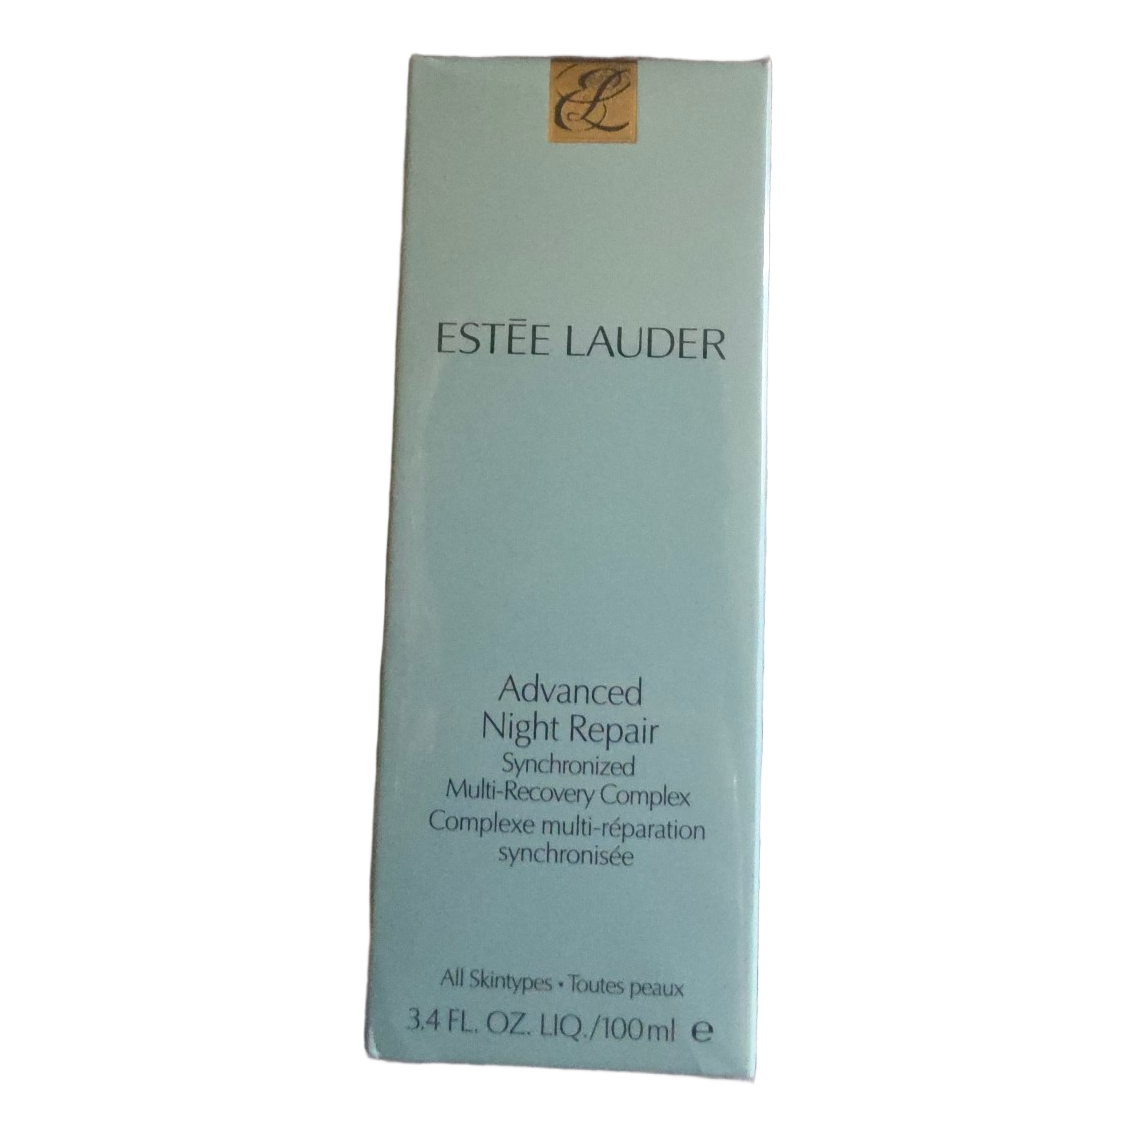 EL
ESTĒE LAUDER
Advanced
Night Repair
Synchronized
Multi-Recovery Complex
Complexe multi-réparation
synchronisée
All Skintypes • Toutes peaux
3.4 FL. OZ. LIQ./100ml ℮